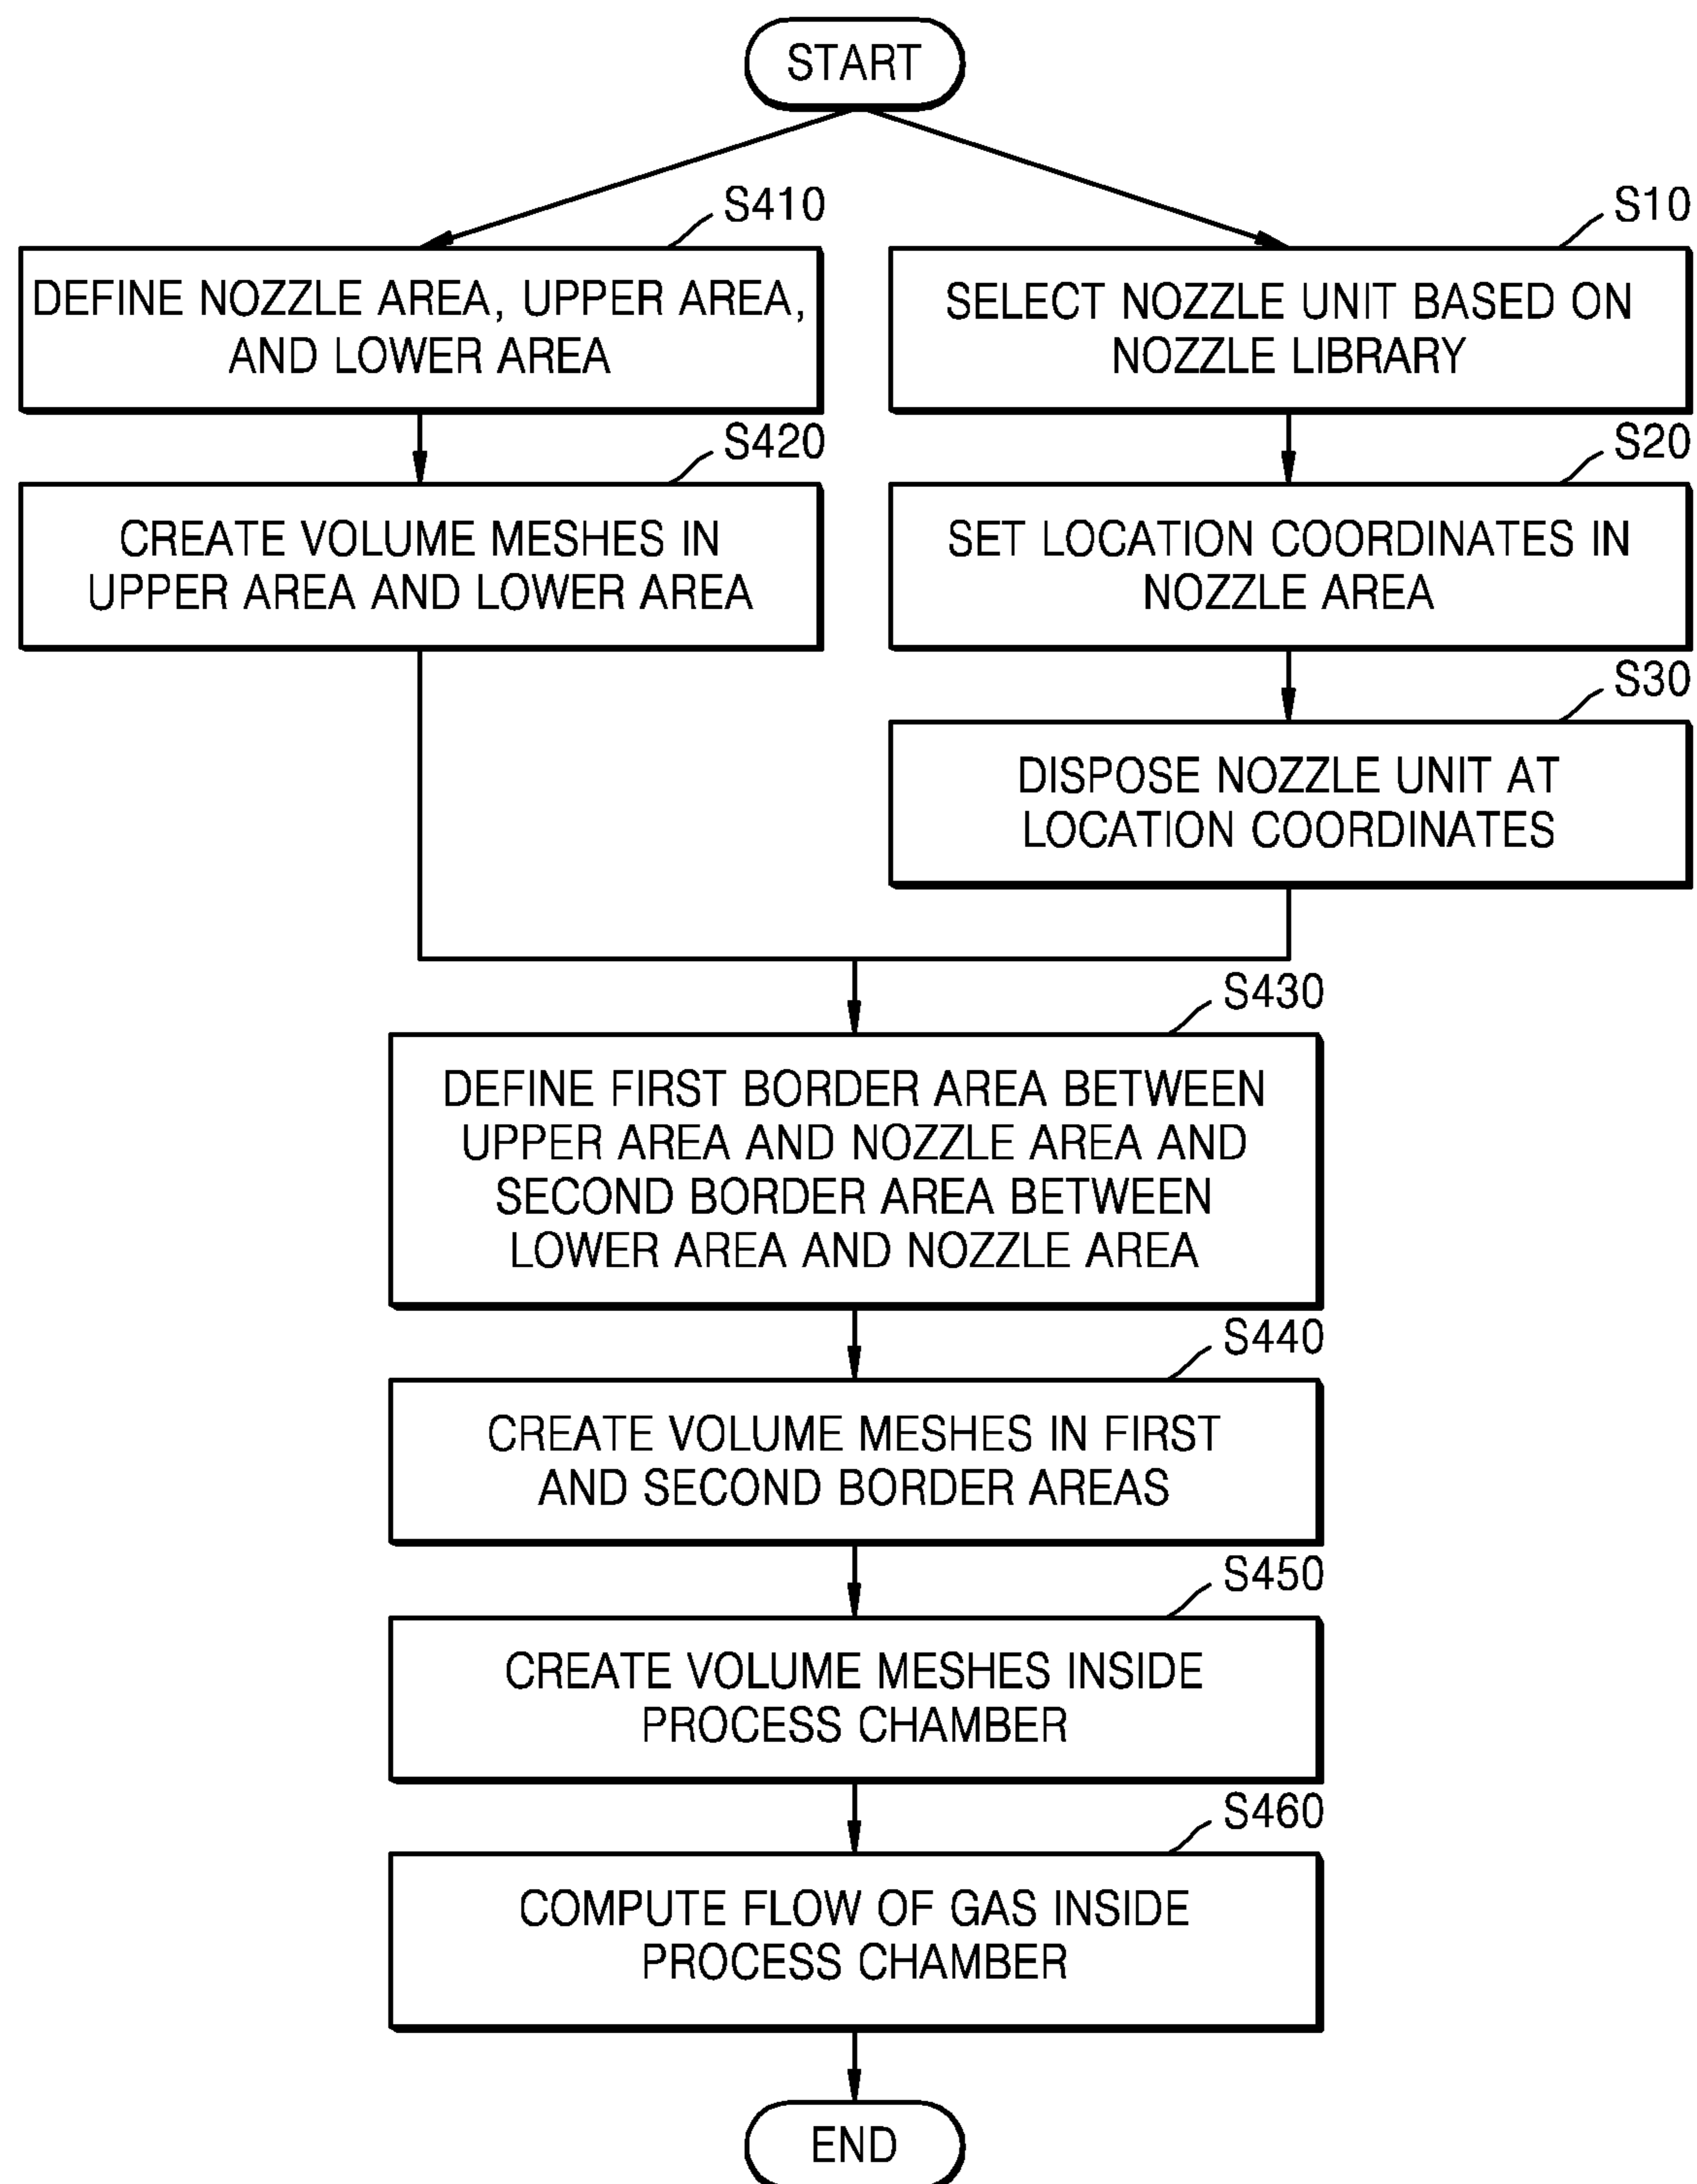 START
S410
DEFINE NOZZLE AREA, UPPER AREA,
AND LOWER AREA
S420
CREATE VOLUME MESHES IN
UPPER AREA AND LOWER AREA
S10
SELECT NOZZLE UNIT BASED ON
NOZZLE LIBRARY
S20
SET LOCATION COORDINATES IN
NOZZLE AREA
S30
DISPOSE NOZZLE UNIT AT
LOCATION COORDINATES
S430
DEFINE FIRST BORDER AREA BETWEEN
UPPER AREA AND NOZZLE AREA AND
SECOND BORDER AREA BETWEEN
LOWER AREA AND NOZZLE AREA
S440
CREATE VOLUME MESHES IN FIRST
AND SECOND BORDER AREAS
S450
CREATE VOLUME MESHES INSIDE
PROCESS CHAMBER
S460
COMPUTE FLOW OF GAS INSIDE
PROCESS CHAMBER
END